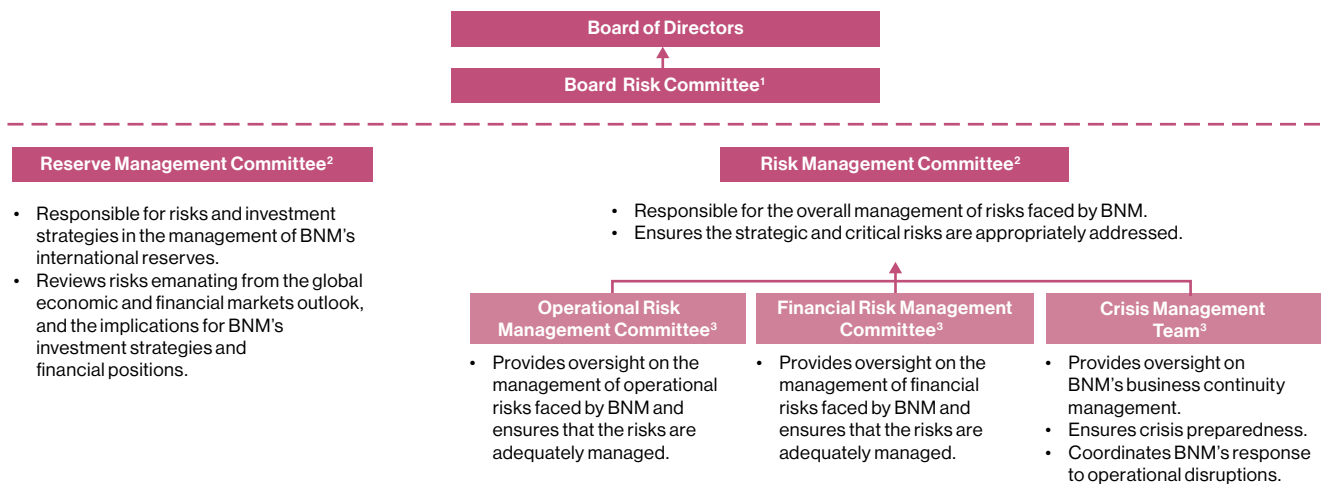 Board of Directors
Board Risk Committee¹
Reserve Management Committee²
• Responsible for risks and investment
strategies in the management of BNM's
international reserves.
• Reviews risks emanating from the global
economic and financial markets outlook,
and the implications for BNM's
investment strategies and
financial positions.
Risk Management Committee²
• Responsible for the overall management of risks faced by BNM.
• Ensures the strategic and critical risks are appropriately addressed.
Operational Risk
Management Committee³
• Provides oversight on the
management of operational
risks faced by BNM and
ensures that the risks are
adequately managed.
Financial Risk Management
Committee³
• Provides oversight on the
management of financial
risks faced by BNM and
ensures that the risks are
adequately managed.
Crisis Management
Team³
• Provides oversight on
BNM's business continuity
management.
• Ensures crisis preparedness.
• Coordinates BNM's response
to operational disruptions.